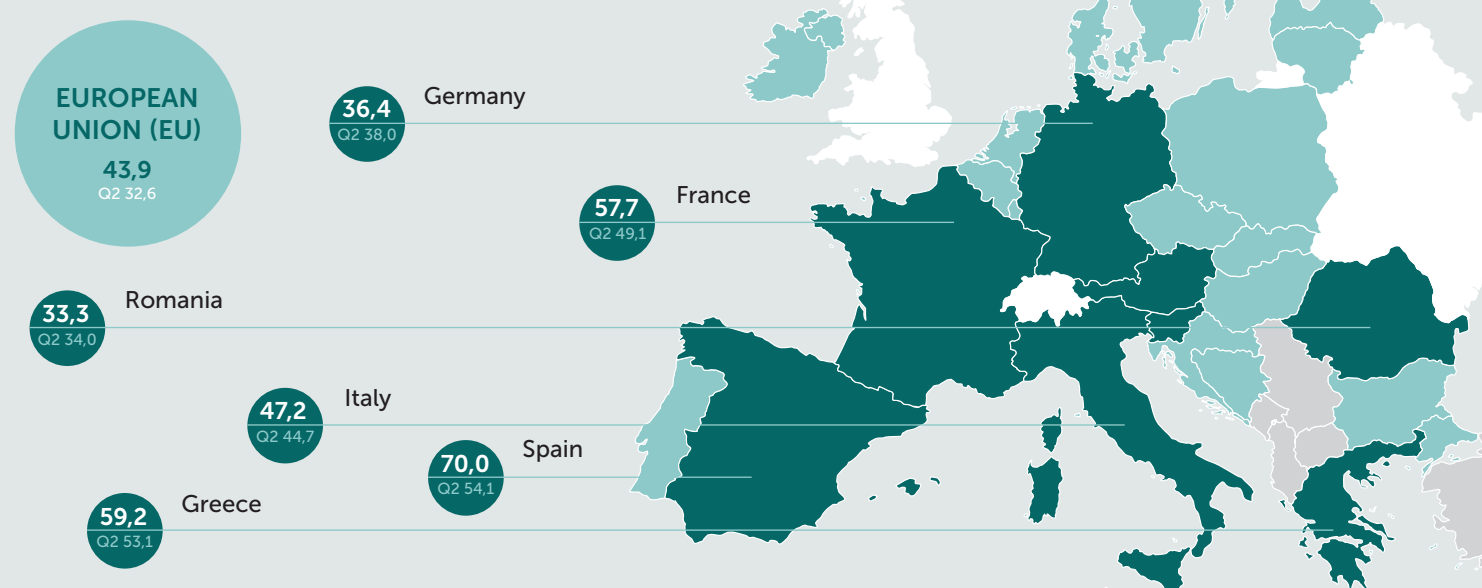 EUROPEAN
UNION (EU)
43,9
Q2 32,6
Germany
36,4
Q2 38,0
France
57,7
Q2 49,1
Romania
33,3
Q2 34,0
Italy
47,2
Q2 44,7
Spain
70,0
Q2 54,1
Greece
59,2
Q2 53,1